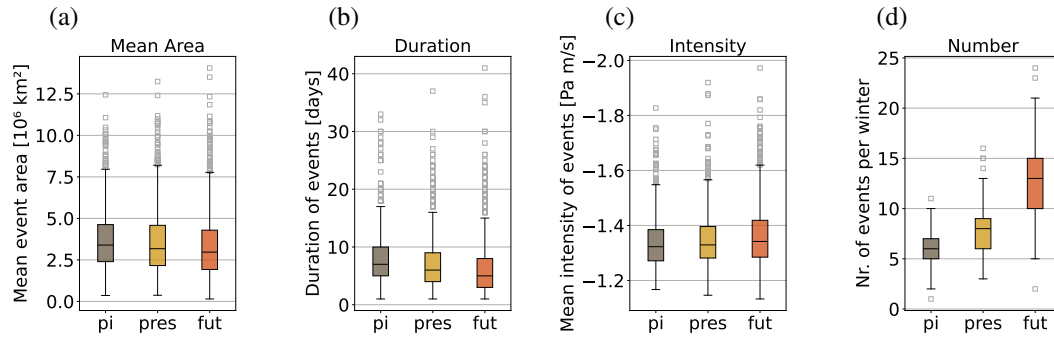 (a)
Mean Area
Mean event area [10⁶ km²]
12.5
10.0
7.5
5.0
2.5
0.0
pi pres fut
(b)
Duration
Duration of events [days]
40
30
20
10
0
pi pres fut
(c)
Intensity
Mean intensity of events [Pa m/s]
−2.0
−1.8
−1.6
−1.4
−1.2
pi pres fut
(d)
Number
Nr. of events per winter
25
20
15
10
5
0
pi pres fut